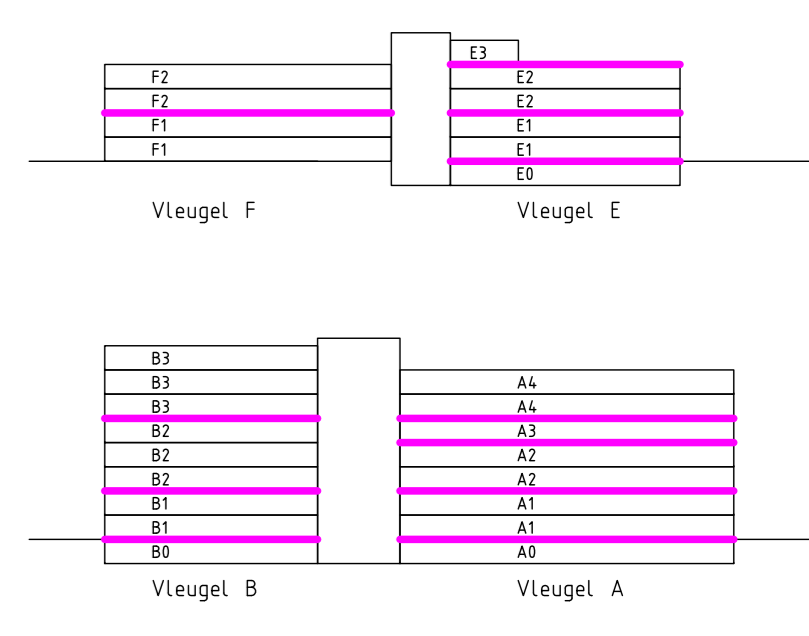 E3
F2 E2
F2 E2
F1 E1
F1 E1
E0
Vleugel F Vleugel E
B3
B3 A4
B3 A4
B2 A3
B2 A2
B2 A2
B1 A1
B1 A1
B0 A0
Vleugel B Vleugel A